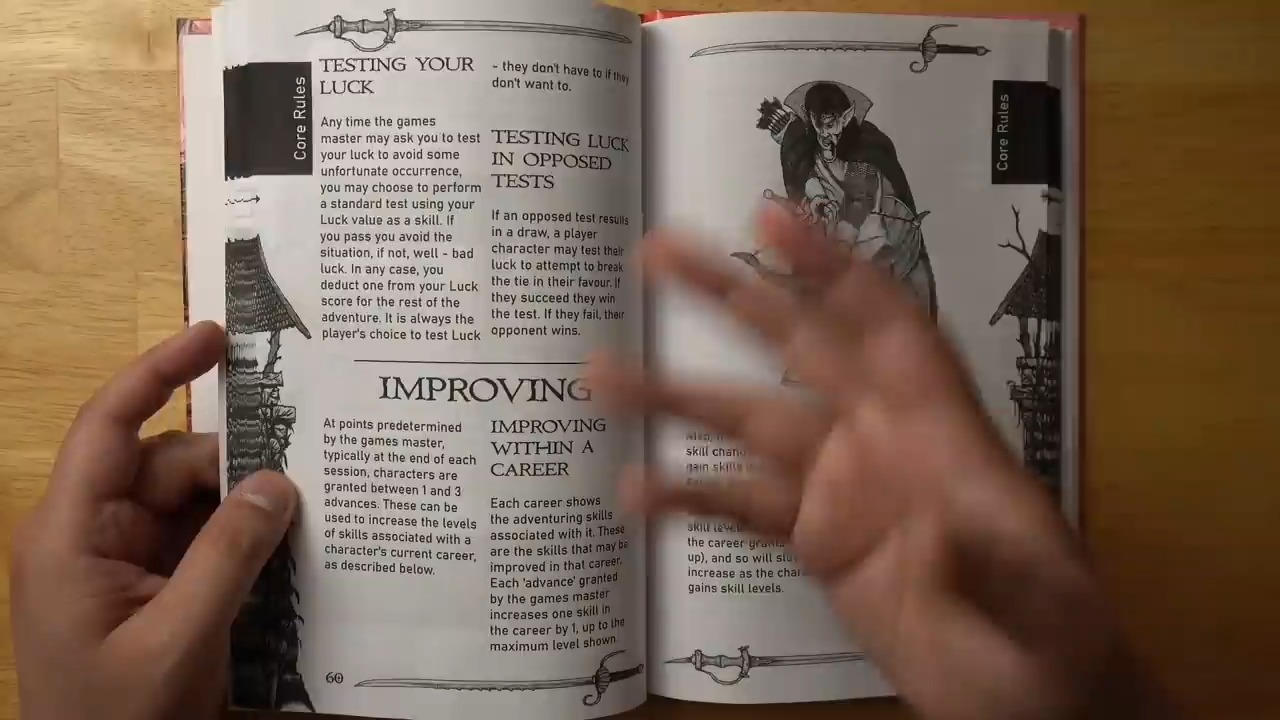 Core Rules
TESTING YOUR
LUCK
Any time the games
master may ask you to test
your luck to avoid some
unfortunate occurrence,
you may choose to perform
a standard test using your
Luck value as a skill. If
you pass you avoid the
situation, if not, well - bad
luck. In any case, you
deduct one from your Luck
score for the rest of the
adventure. It is always the
player's choice to test Luck
- they don't have to if they
don't want to.
TESTING LUCK
IN OPPOSED
TESTS
If an opposed test results
in a draw, a player
character may test their
luck to attempt to break
the tie in their favour. If
they succeed they win
the test. If they fail, their
opponent wins.
IMPROVING
At points predetermined
by the games master,
typically at the end of each
session, characters are
granted between 1 and 3
advances. These can be
used to increase the levels
of skills associated with a
character's current career,
as described below.
IMPROVING
WITHIN A
CAREER
Each career shows
the adventuring skills
associated with it. These
are the skills that may be
improved in that career.
Each 'advance' granted
by the games master
increases one skill in
the career by 1, up to the
maximum level shown.
60
Core Rules
skill
gain skills
skill
the career
up), and so will
increase as the
gains skill levels.